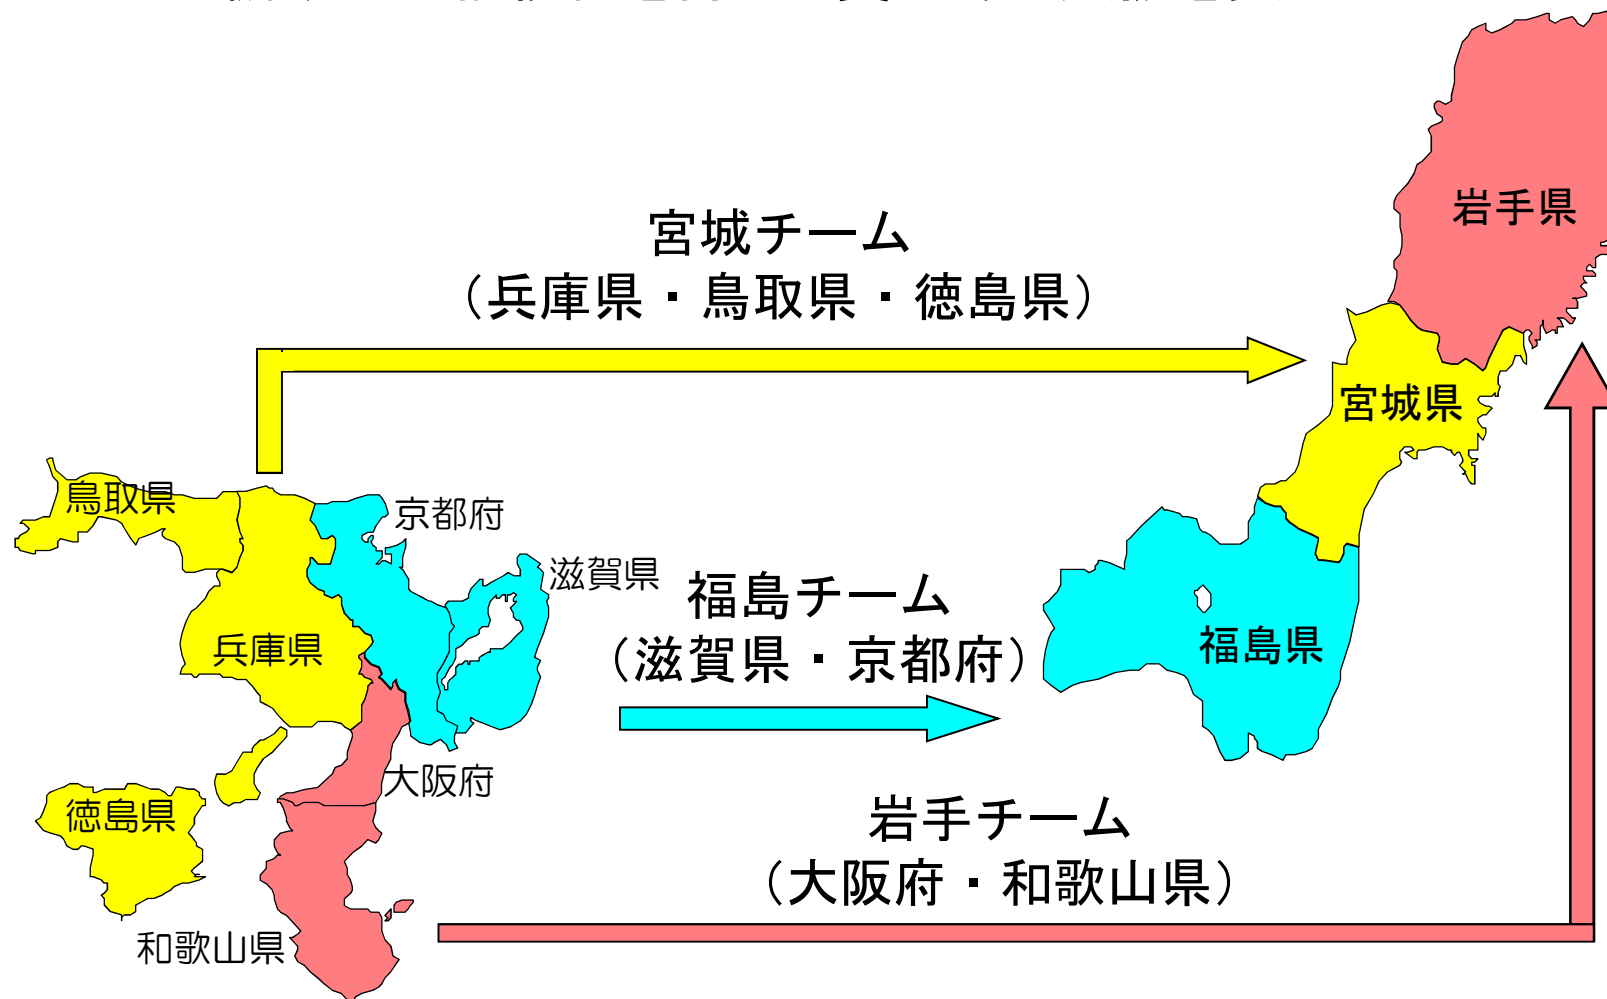 岩手県
宮城チーム
（兵庫県・鳥取県・徳島県）
宮城県
鳥取県
京都府
滋賀県
福島チーム
（滋賀県・京都府）
兵庫県
福島県
大阪府
徳島県
岩手チーム
（大阪府・和歌山県）
和歌山県